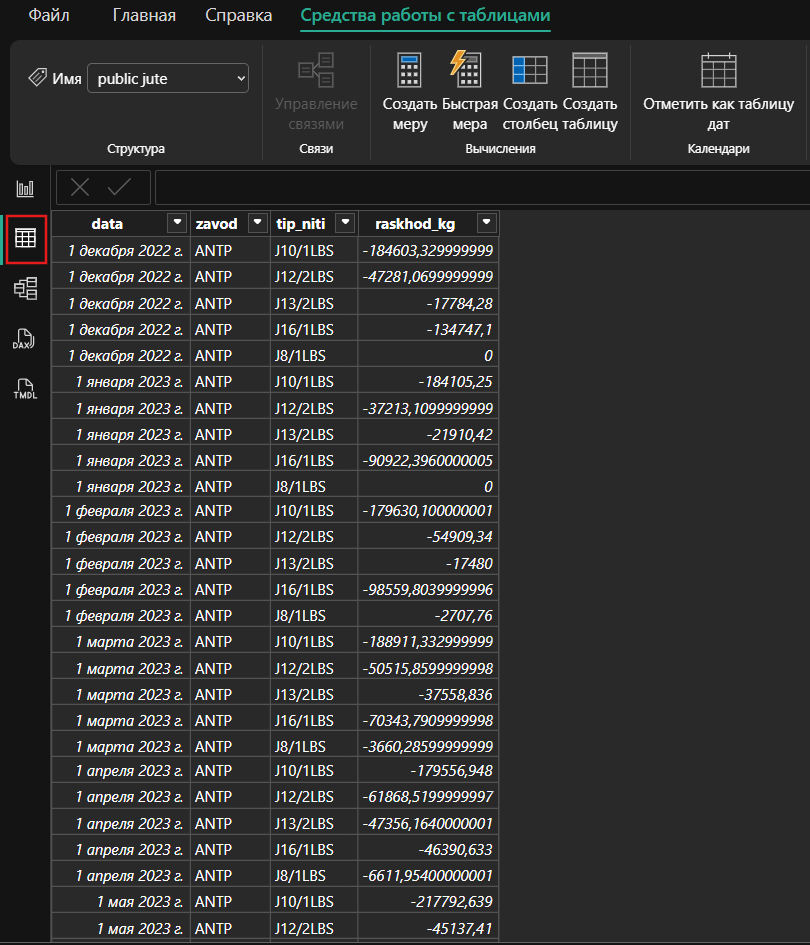 Файл Главная Справка Средства работы с таблицами
Имя public jute
Управление связями
Создать меру
Быстрая мера
Создать столбец
Создать таблицу
Отметить как таблицу дат
Структура Связи Вычисления Календари
data zavod tip_niti raskhod_kg
1 декабря 2022 г. ANTP J10/1LBS -184603,329999999
1 декабря 2022 г. ANTP J12/2LBS -47281,0699999999
1 декабря 2022 г. ANTP J13/2LBS -17784,28
1 декабря 2022 г. ANTP J16/1LBS -134747,1
1 декабря 2022 г. ANTP J8/1LBS 0
1 января 2023 г. ANTP J10/1LBS -184105,25
1 января 2023 г. ANTP J12/2LBS -37213,1099999999
1 января 2023 г. ANTP J13/2LBS -21910,42
1 января 2023 г. ANTP J16/1LBS -90922,3960000005
1 января 2023 г. ANTP J8/1LBS 0
1 февраля 2023 г. ANTP J10/1LBS -179630,100000001
1 февраля 2023 г. ANTP J12/2LBS -54909,34
1 февраля 2023 г. ANTP J13/2LBS -17480
1 февраля 2023 г. ANTP J16/1LBS -98559,8039999996
1 февраля 2023 г. ANTP J8/1LBS -2707,76
1 марта 2023 г. ANTP J10/1LBS -188911,332999999
1 марта 2023 г. ANTP J12/2LBS -50515,8599999998
1 марта 2023 г. ANTP J13/2LBS -37558,836
1 марта 2023 г. ANTP J16/1LBS -70343,7909999998
1 марта 2023 г. ANTP J8/1LBS -3660,28599999999
1 апреля 2023 г. ANTP J10/1LBS -179556,948
1 апреля 2023 г. ANTP J12/2LBS -61868,5199999997
1 апреля 2023 г. ANTP J13/2LBS -47356,1640000001
1 апреля 2023 г. ANTP J16/1LBS -46390,633
1 апреля 2023 г. ANTP J8/1LBS -6611,95400000001
1 мая 2023 г. ANTP J10/1LBS -217792,639
1 мая 2023 г. ANTP J12/2LBS -45137,41
DAX
TMDL